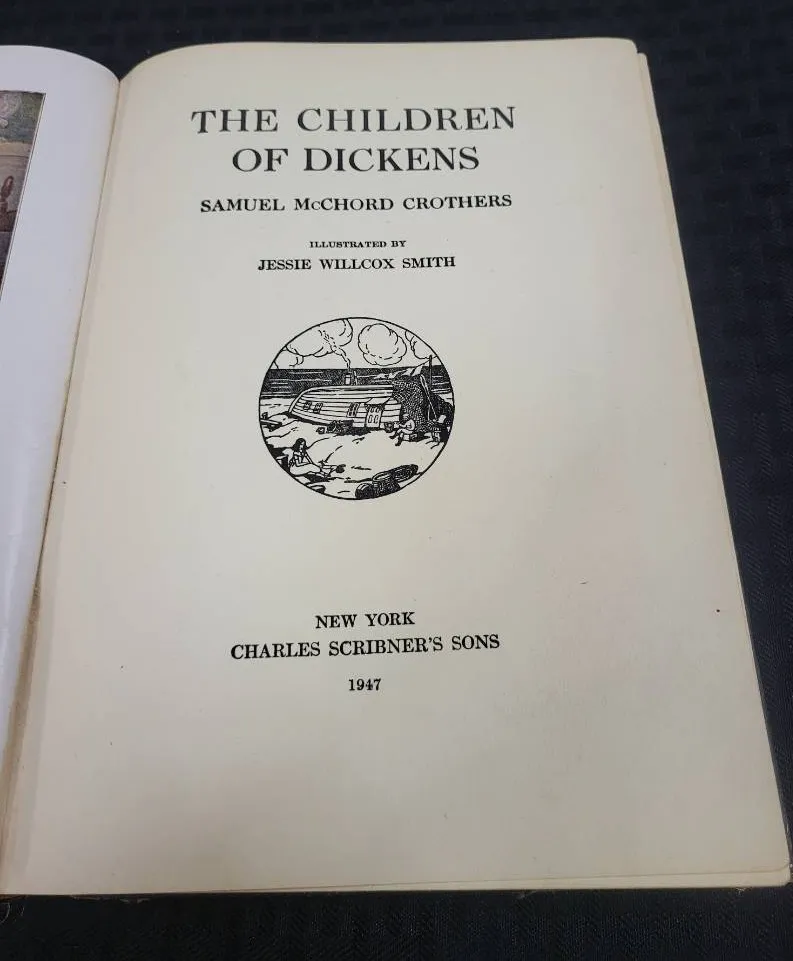 THE CHILDREN
OF DICKENS
SAMUEL McCHORD CROTHERS
ILLUSTRATED BY
JESSIE WILLCOX SMITH
NEW YORK
CHARLES SCRIBNER'S SONS
1947